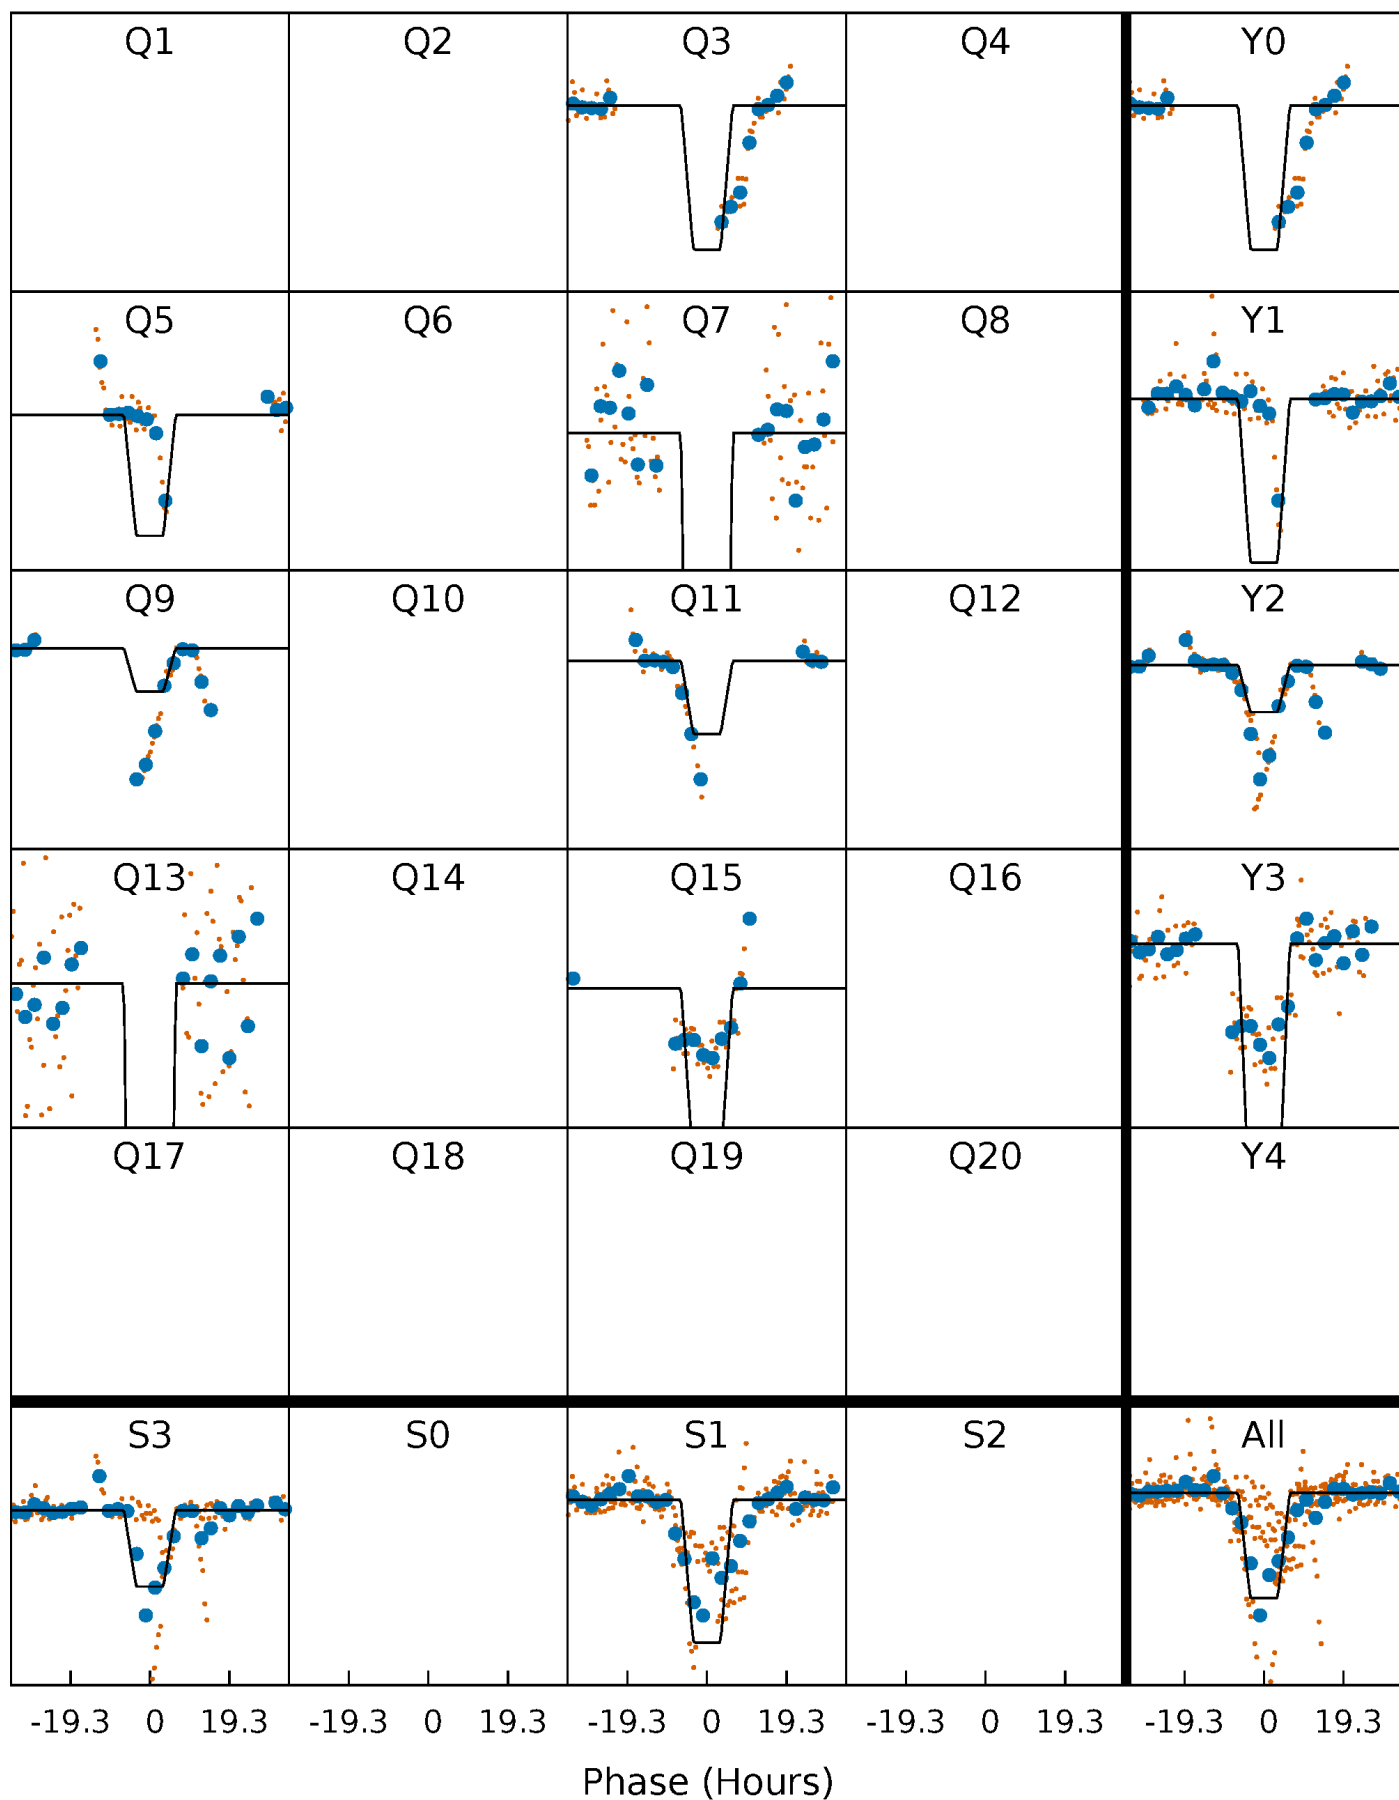 Q1 Q2 Q3 Q4 Y0
Q5 Q6 Q7 Q8 Y1
Q9 Q10 Q11 Q12 Y2
Q13 Q14 Q15 Q16 Y3
Q17 Q18 Q19 Q20 Y4
S3 S0 S1 S2 All
-19.3 0 19.3 -19.3 0 19.3 -19.3 0 19.3 -19.3 0 19.3 -19.3 0 19.3
Phase (Hours)